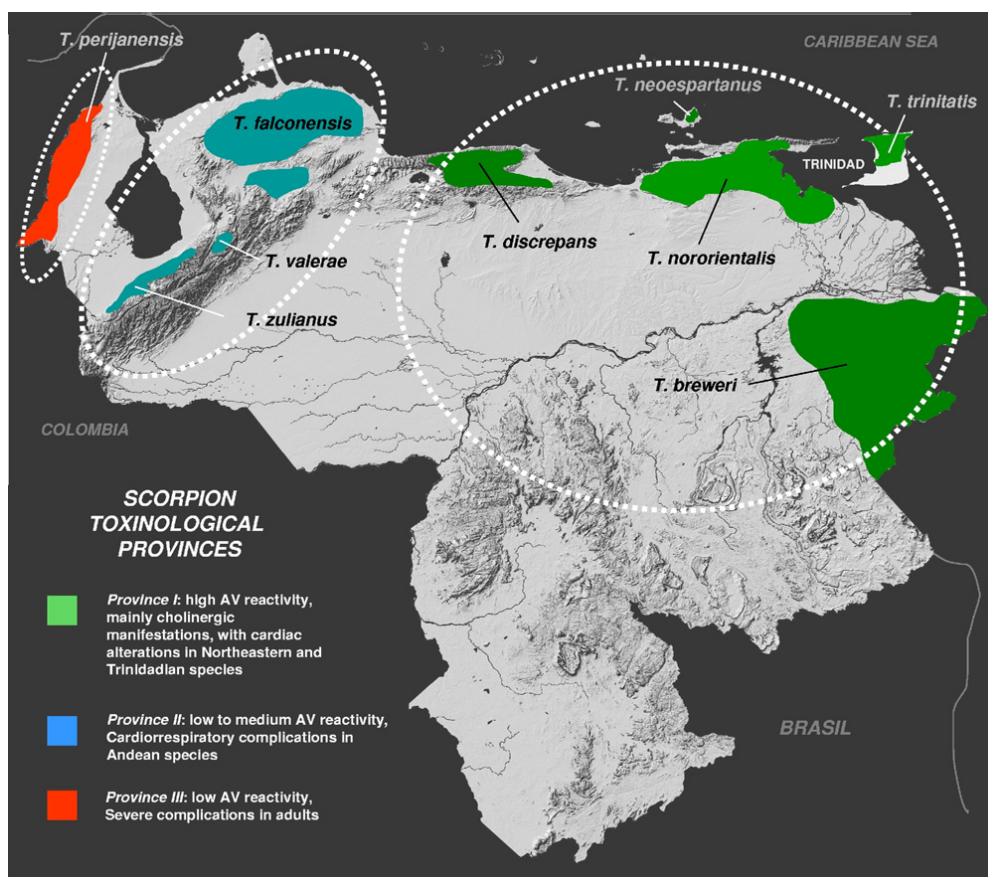 T. perijanensis
CARIBBEAN SEA
T. neoespartanus
T. trinitatis
T. falconensis
TRINIDAD
T. discrepans
T. valerae
T. nororientalis
T. zulianus
T. breweri
COLOMBIA
SCORPION
TOXINOLOGICAL
PROVINCES
Province I: high AV reactivity,
mainly cholinergic
manifestations, with cardiac
alterations in Northeastern and
Trinidadian species
Province II: low to medium AV reactivity,
Cardiorrespiratory complications in
Andean species
BRASIL
Province III: low AV reactivity,
Severe complications in adults